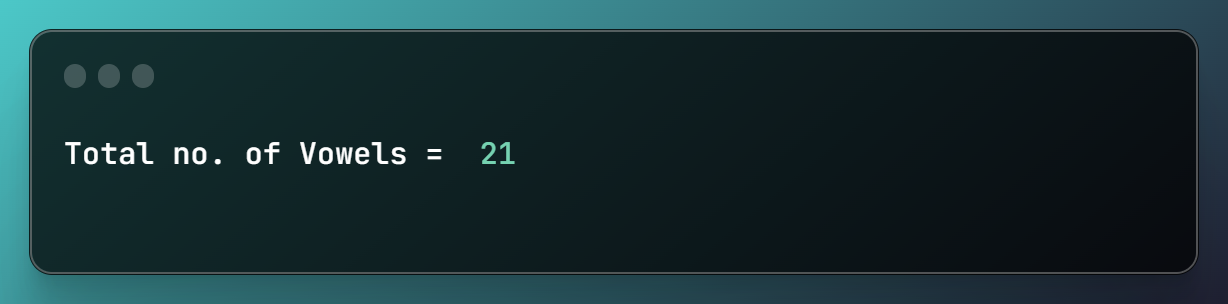 Total no. of Vowels =  21